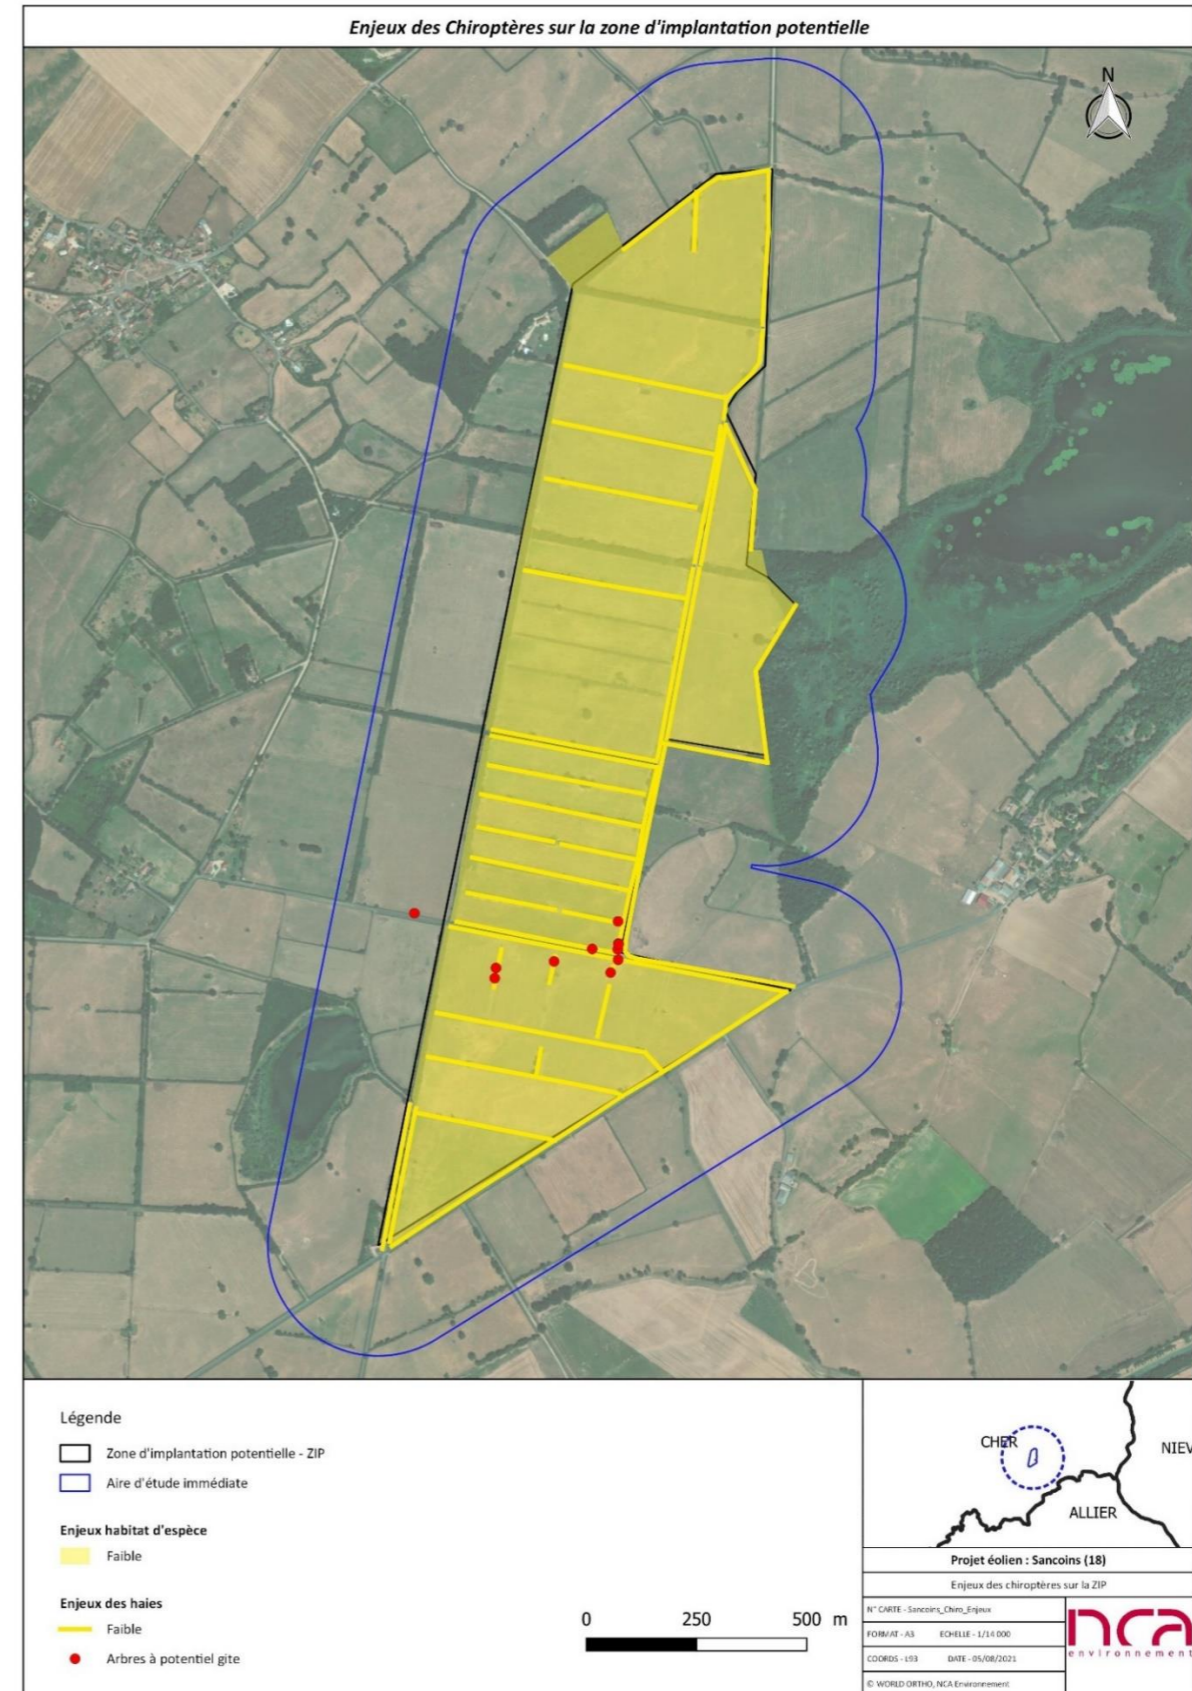 Enjeux des Chiroptères sur la zone d'implantation potentielle
N
Légende
Zone d'implantation potentielle - ZIP
Aire d'étude immédiate
Enjeux habitat d'espèce
Faible
Enjeux des haies
Faible
Arbres à potentiel gite
0 250 500 m
CHER
NIEV
ALLIER
Projet éolien : Sancoins (18)
Enjeux des chiroptères sur la ZIP
N° CARTE - Sancoins_Chiro_Enjeux
FORMAT - A3 ECHELLE - 1/14 000
COORDS - L93 DATE - 05/08/2021
© WORLD ORTHO, NCA Environnement
nca
environnement